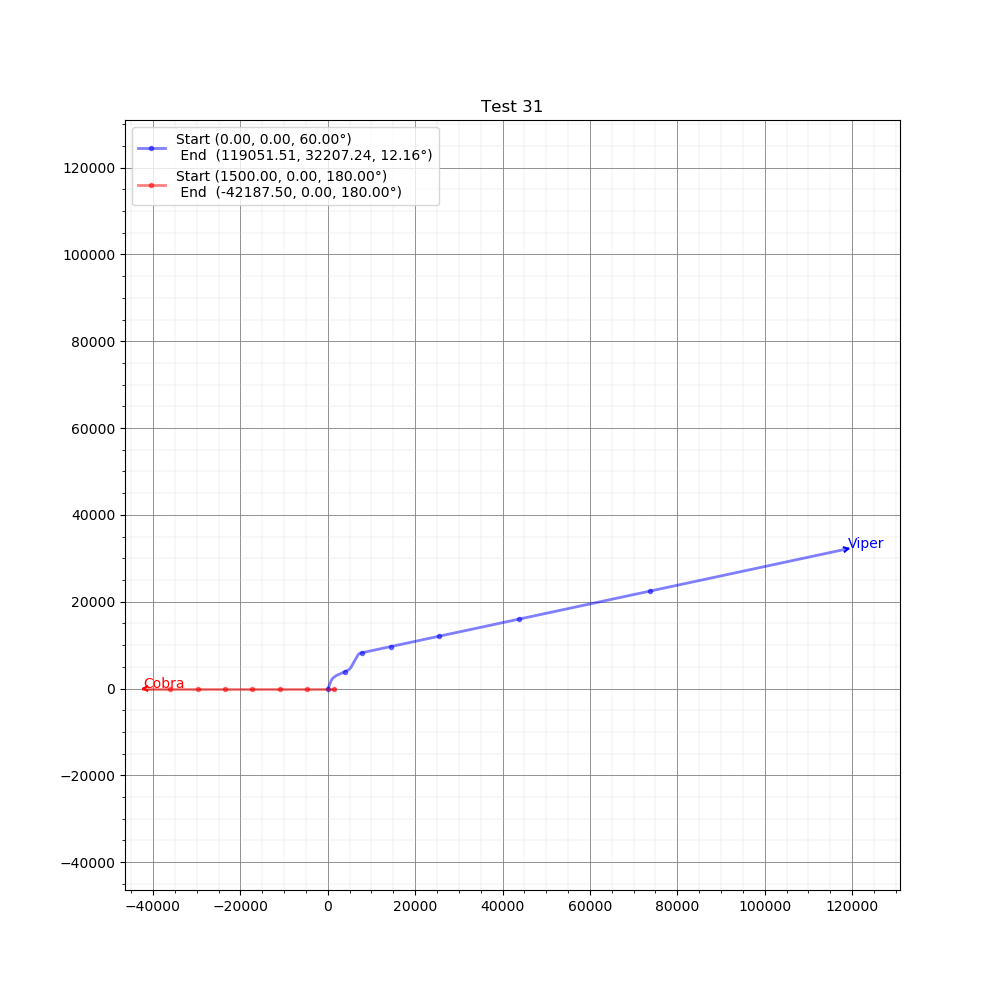 Test 31
Start (0.00, 0.00, 60.00°)
End (119051.51, 32207.24, 12.16°)
Start (1500.00, 0.00, 180.00°)
End (-42187.50, 0.00, 180.00°)
120000
100000
80000
60000
40000
20000
0
−20000
−40000
Viper
Cobra
−40000 −20000 0 20000 40000 60000 80000 100000 120000